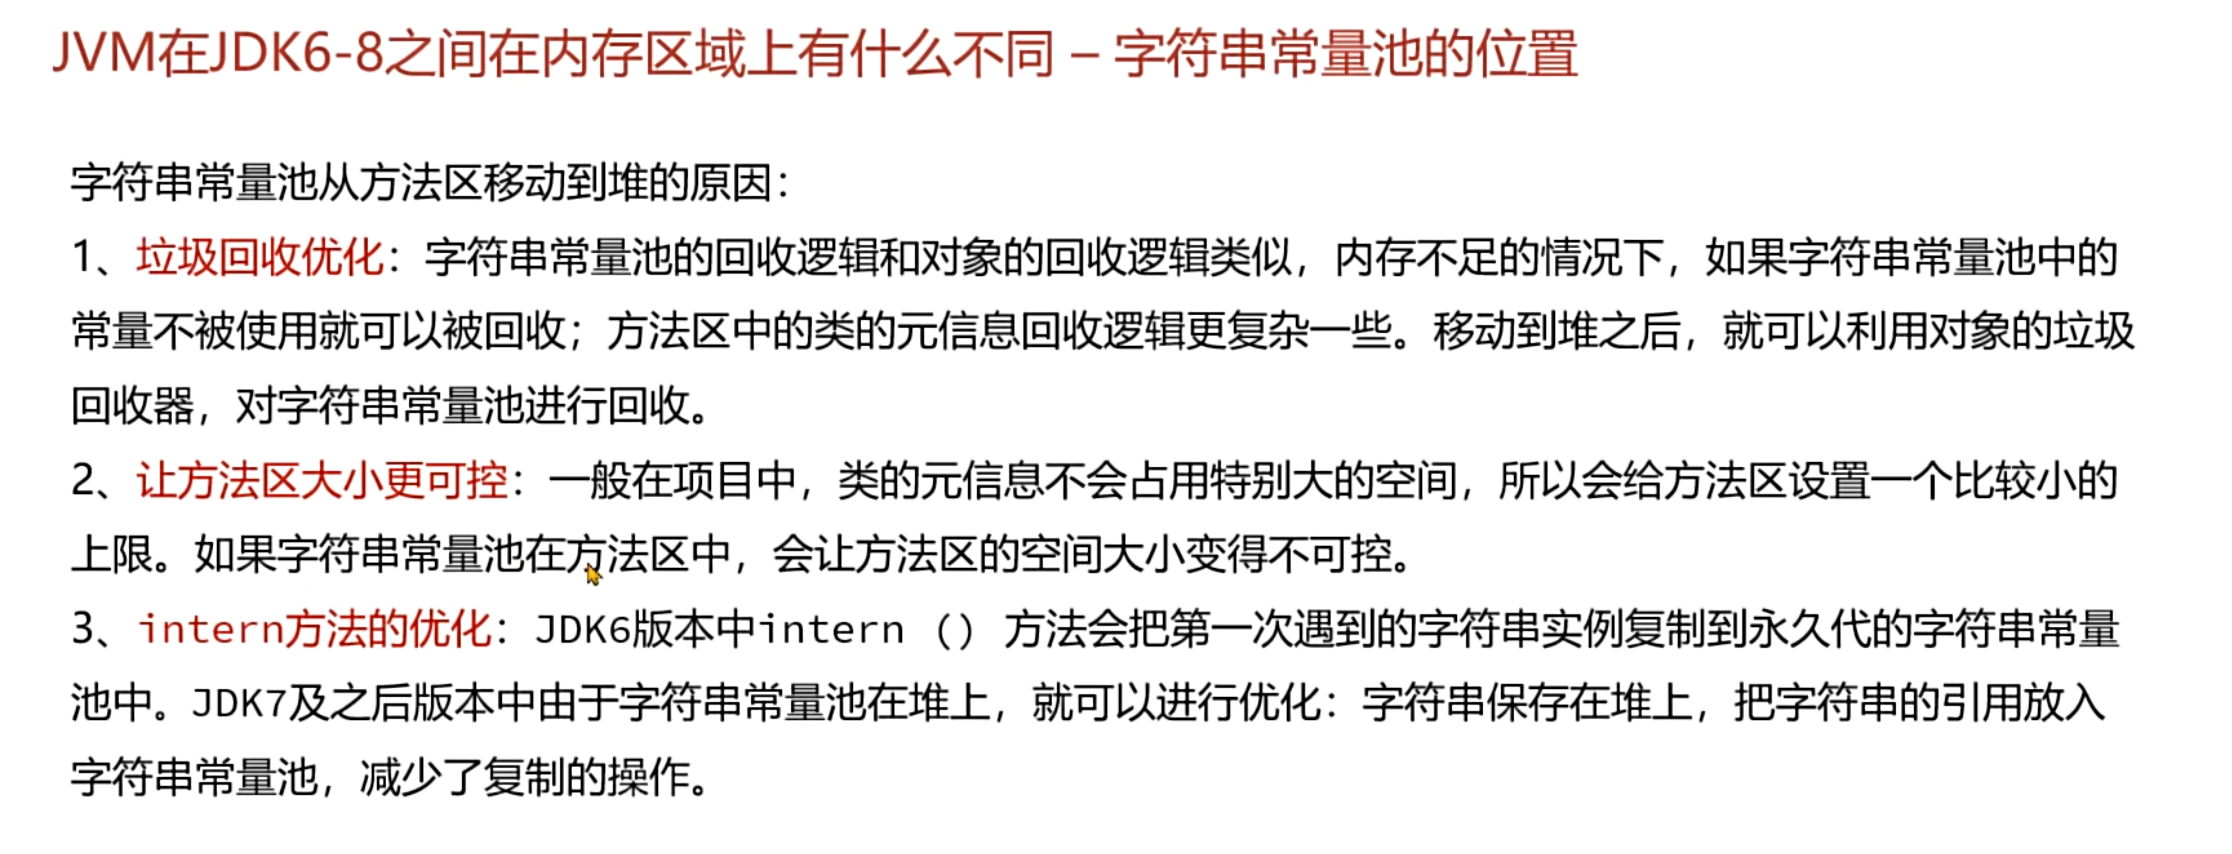 JVM在JDK6-8之间在内存区域上有什么不同 – 字符串常量池的位置
字符串常量池从方法区移动到堆的原因：
1、垃圾回收优化：字符串常量池的回收逻辑和对象的回收逻辑类似，内存不足的情况下，如果字符串常量池中的
常量不被使用就可以被回收；方法区中的类的元信息回收逻辑更复杂一些。移动到堆之后，就可以利用对象的垃圾
回收器，对字符串常量池进行回收。
2、让方法区大小更可控：一般在项目中，类的元信息不会占用特别大的空间，所以会给方法区设置一个比较小的
上限。如果字符串常量池在方法区中，会让方法区的空间大小变得不可控。
3、intern方法的优化：JDK6版本中intern （） 方法会把第一次遇到的字符串实例复制到永久代的字符串常量
池中。JDK7及之后版本中由于字符串常量池在堆上，就可以进行优化：字符串保存在堆上，把字符串的引用放入
字符串常量池，减少了复制的操作。